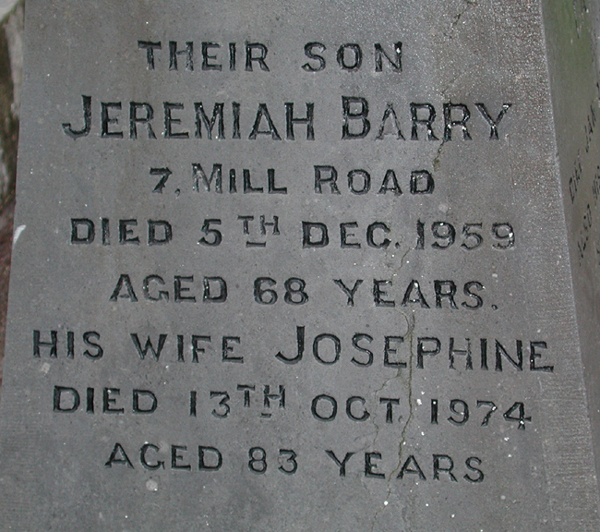 THEIR SON
JEREMIAH BARRY
7, MILL ROAD
DIED 5TH DEC. 1959
AGED 68 YEARS.
HIS WIFE JOSEPHINE
DIED 13TH OCT. 1974
AGED 83 YEARS